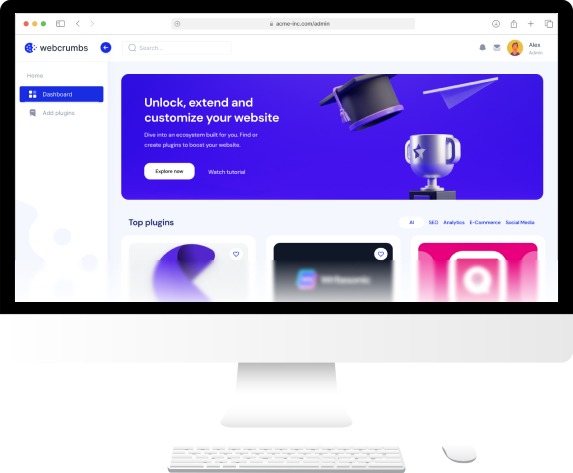 acme-inc.com/admin
webcrumbs
Search...
Alex
Admin
Home
Dashboard
Add plugins
Unlock, extend and
customize your website
Dive into an ecosystem built for you. Find or
create plugins to boost your website.
Explore now
Watch tutorial
Top plugins
AI
SEO
Analytics
E-Commerce
Social Media